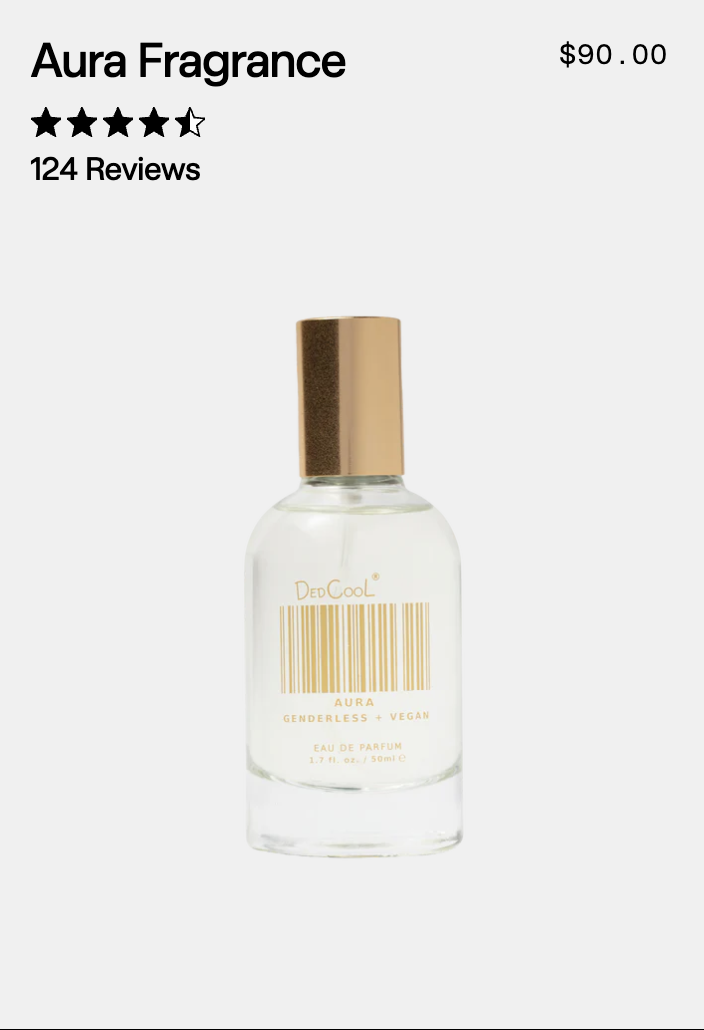 Aura Fragrance
$90.00
124 Reviews
DEDCOOL®
AURA
GENDERLESS + VEGAN
EAU DE PARFUM
1.7 fl. oz. / 50ml ℮